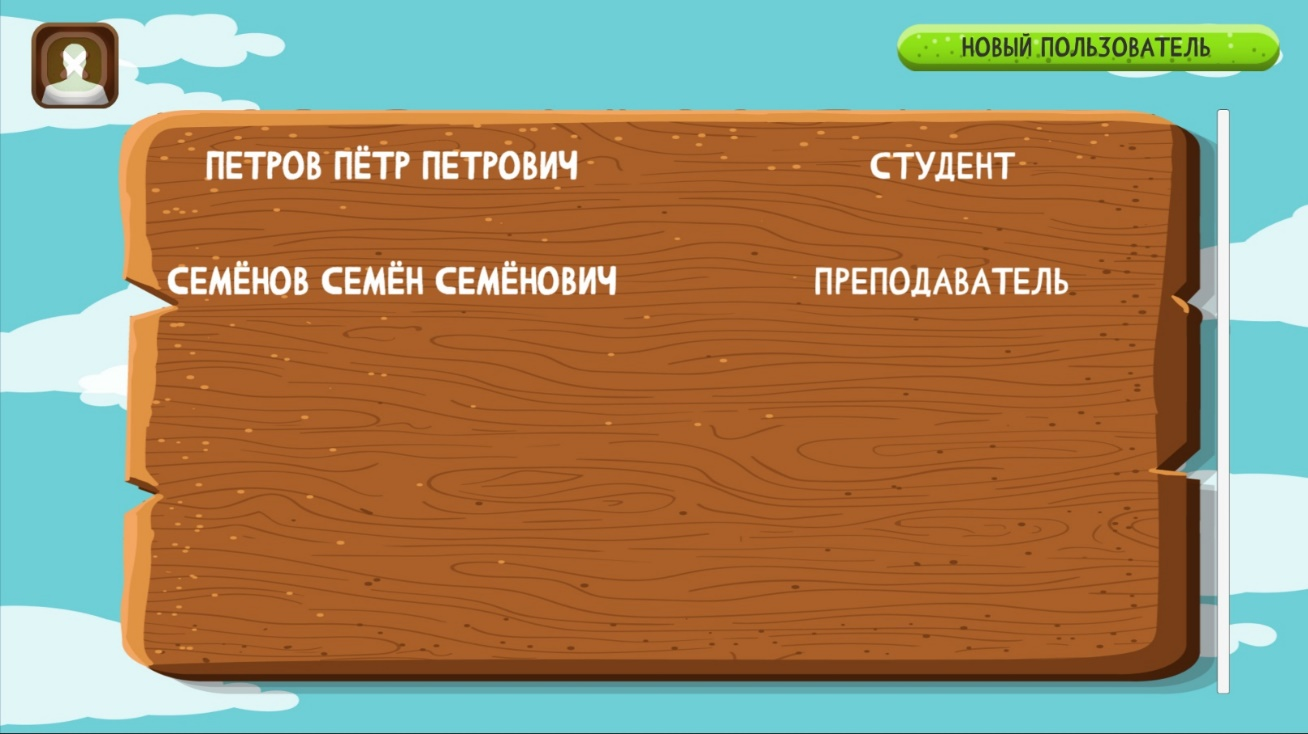 НОВЫЙ ПОЛЬЗОВАТЕЛЬ
ПЕТРОВ ПЁТР ПЕТРОВИЧ СТУДЕНТ
СЕМЁНОВ СЕМЁН СЕМЁНОВИЧ ПРЕПОДАВАТЕЛЬ